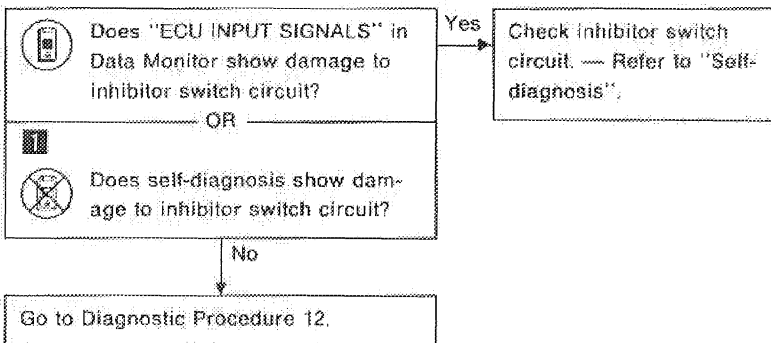 Does "ECU INPUT SIGNALS" in
Data Monitor show damage to
inhibitor switch circuit?
OR
1
Does self-diagnosis show dam-
age to inhibitor switch circuit?
Yes
Check inhibitor switch
circuit. — Refer to "Self-
diagnosis".
No
Go to Diagnostic Procedure 12.